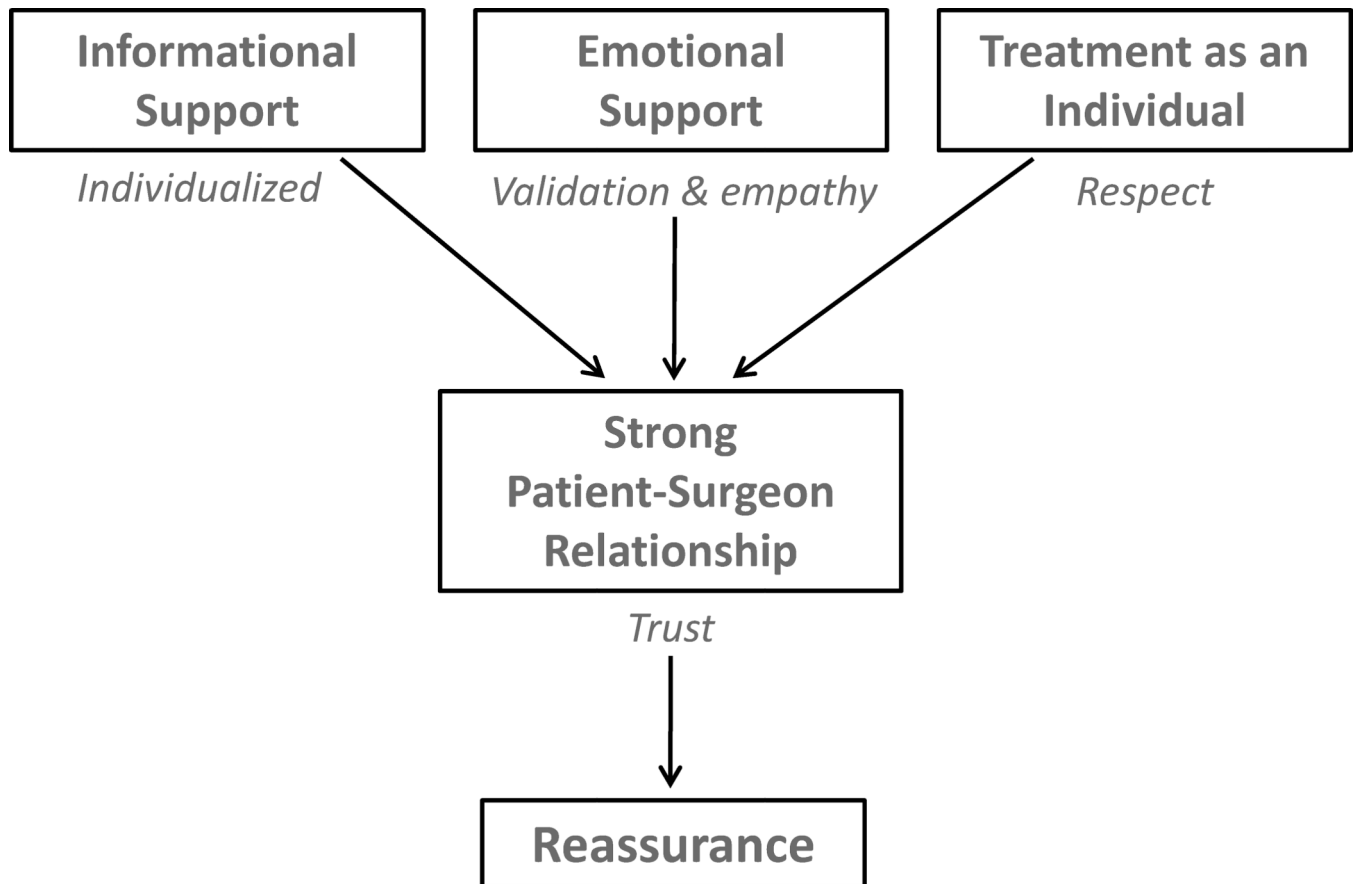 Informational
Support
Emotional
Support
Treatment as an
Individual
Individualized
Validation & empathy
Respect
Strong
Patient-Surgeon
Relationship
Trust
Reassurance